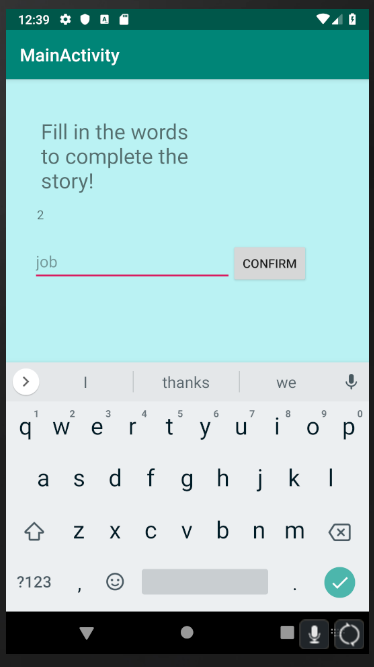 12:39
MainActivity
Fill in the words
to complete the
story!
2
job
CONFIRM
I thanks we
1 2 3 4 5 6 7 8 9 0
q w e r t y u i o p
a s d f g h j k l
z x c v b n m
?123 , .